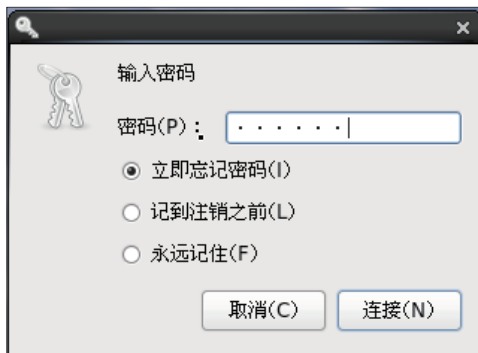 输入密码
密码(P)：······
立即忘记密码(I)
记到注销之前(L)
永远记住(F)
取消(C) 连接(N)